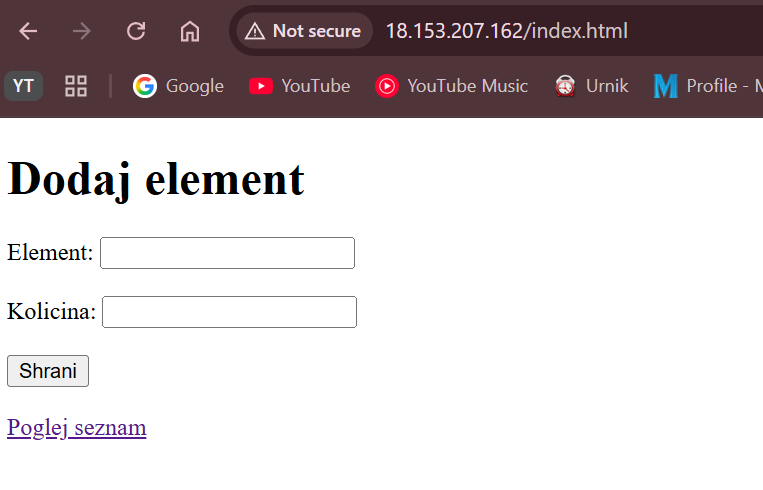 Not secure 18.153.207.162/index.html
YT Google YouTube YouTube Music Urnik Profile - M
Dodaj element
Element:
Kolicina:
Shrani
Poglej seznam